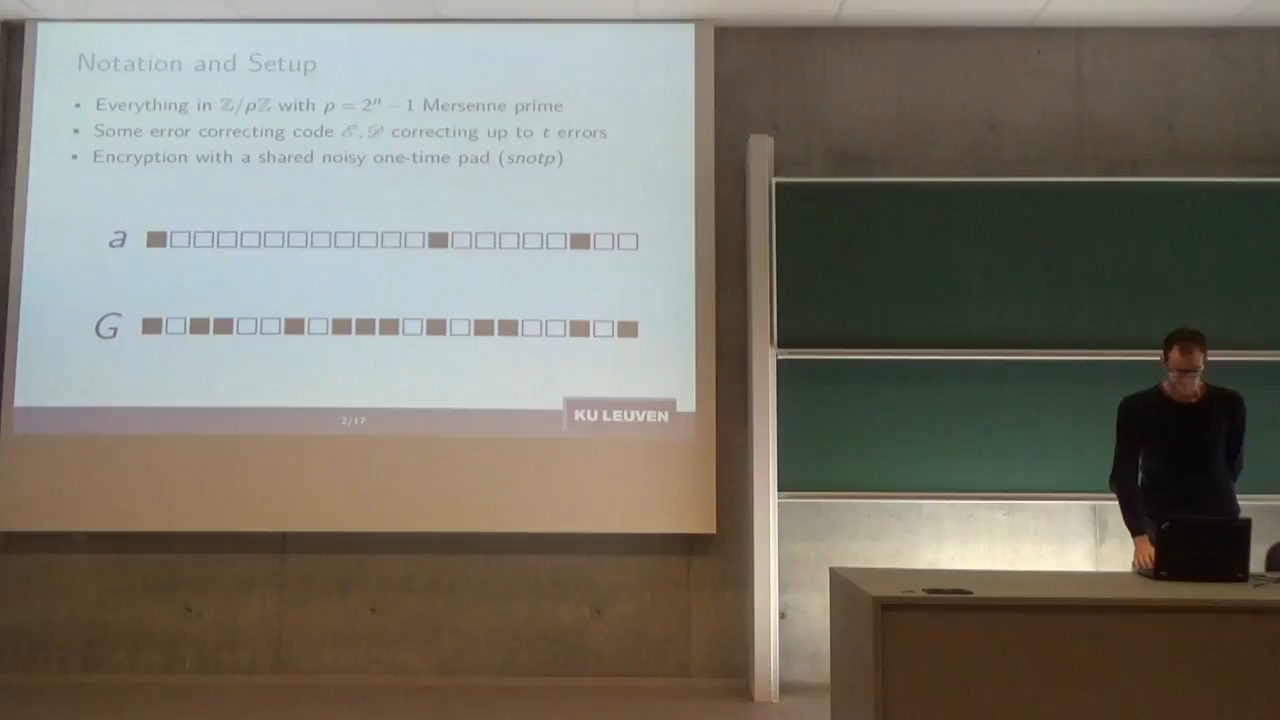 Notation and Setup
▪ Everything in ℤ/pℤ with p = 2ⁿ − 1 Mersenne prime
▪ Some error correcting code ℰ, 𝒟 correcting up to t errors
▪ Encryption with a shared noisy one-time pad (snotp)
a
G
2/17
KU LEUVEN